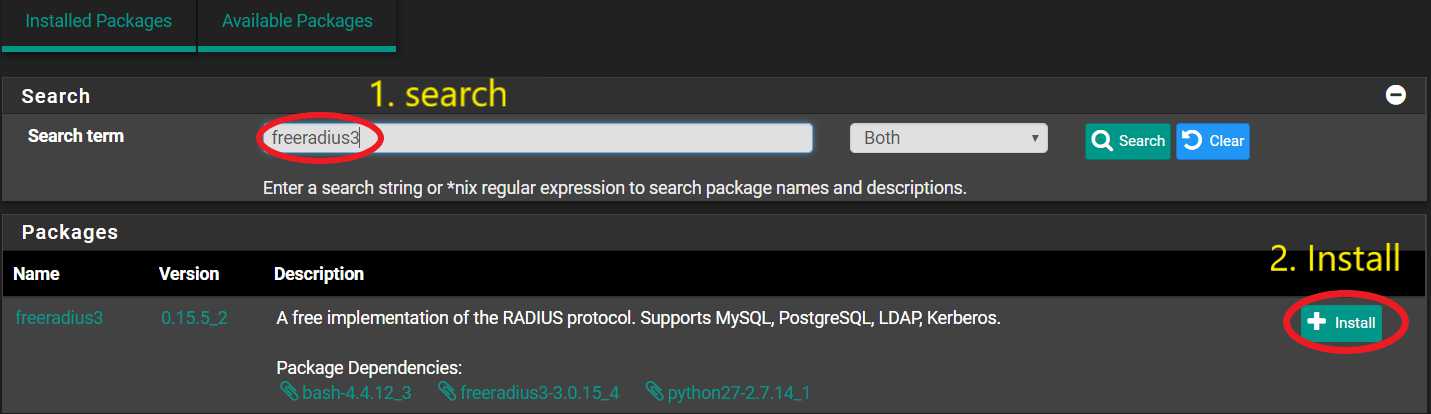 Installed Packages Available Packages
1. search
Search
Search term freeradius3 Both Search Clear
Enter a search string or *nix regular expression to search package names and descriptions.
Packages
2. Install
Name Version Description
freeradius3 0.15.5_2 A free implementation of the RADIUS protocol. Supports MySQL, PostgreSQL, LDAP, Kerberos. Install
Package Dependencies:
bash-4.4.12_3 freeradius3-3.0.15_4 python27-2.7.14_1